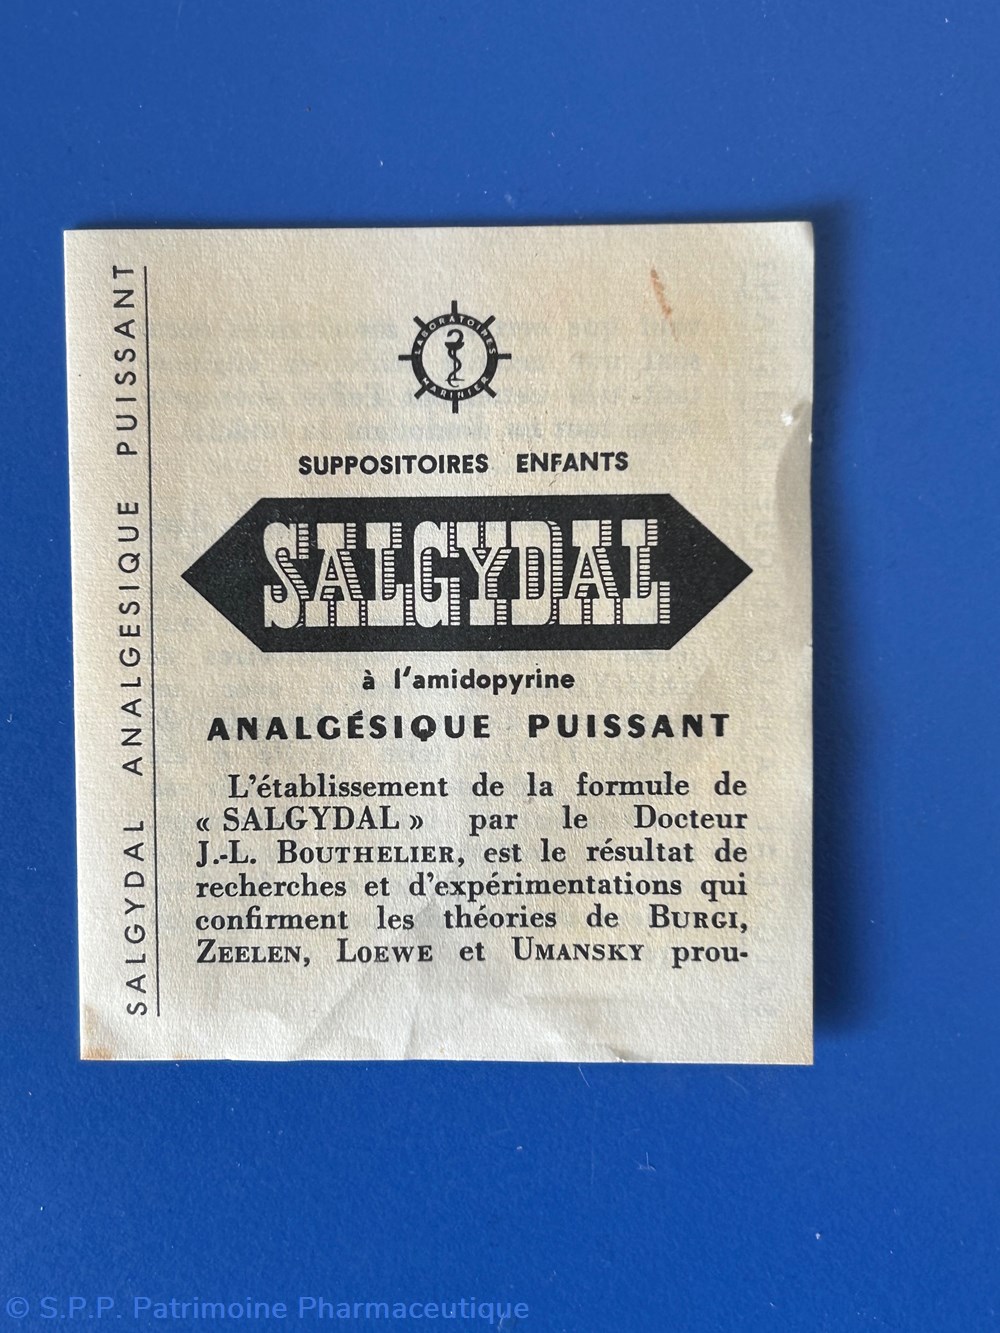 SALGYDAL ANALGESIQUE PUISSANT
LABORATOIRES
MARINIER
SUPPOSITOIRES ENFANTS
SALGYDAL
à l'amidopyrine
ANALGÉSIQUE PUISSANT
L'établissement de la formule de
« SALGYDAL » par le Docteur
J.-L. BOUTHELIER, est le résultat de
recherches et d'expérimentations qui
confirment les théories de BURGI,
ZEELEN, LOEWE et UMANSKY prou-
© S.P.P. Patrimoine Pharmaceutique